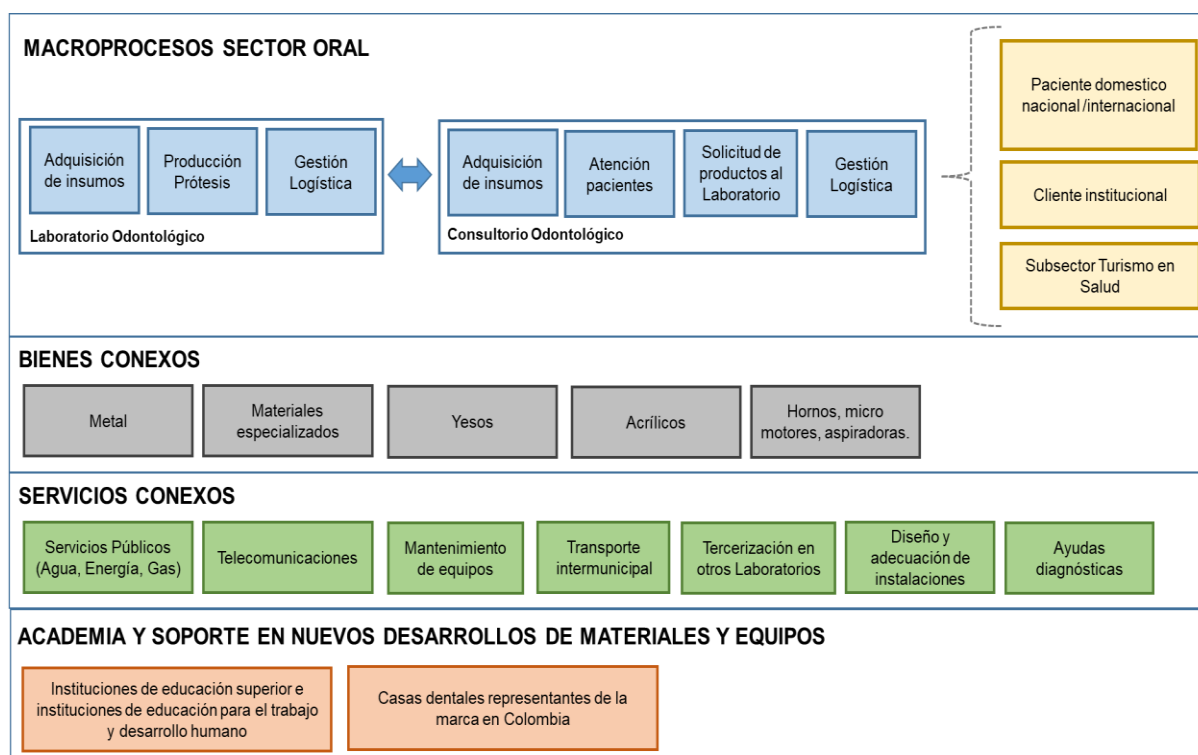 MACROPROCESOS SECTOR ORAL
Adquisición
de insumos
Producción
Prótesis
Gestión
Logística
Laboratorio Odontológico
Adquisición
de insumos
Atención
pacientes
Solicitud de
productos al
Laboratorio
Gestión
Logística
Consultorio Odontológico
Paciente domestico
nacional /internacional
Cliente institucional
Subsector Turismo en
Salud
BIENES CONEXOS
Metal
Materiales
especializados
Yesos
Acrílicos
Hornos, micro
motores, aspiradoras.
SERVICIOS CONEXOS
Servicios Públicos
(Agua, Energía, Gas)
Telecomunicaciones
Mantenimiento
de equipos
Transporte
intermunicipal
Tercerización en
otros Laboratorios
Diseño y
adecuación de
instalaciones
Ayudas
diagnósticas
ACADEMIA Y SOPORTE EN NUEVOS DESARROLLOS DE MATERIALES Y EQUIPOS
Instituciones de educación superior e
instituciones de educación para el trabajo
y desarrollo humano
Casas dentales representantes de la
marca en Colombia